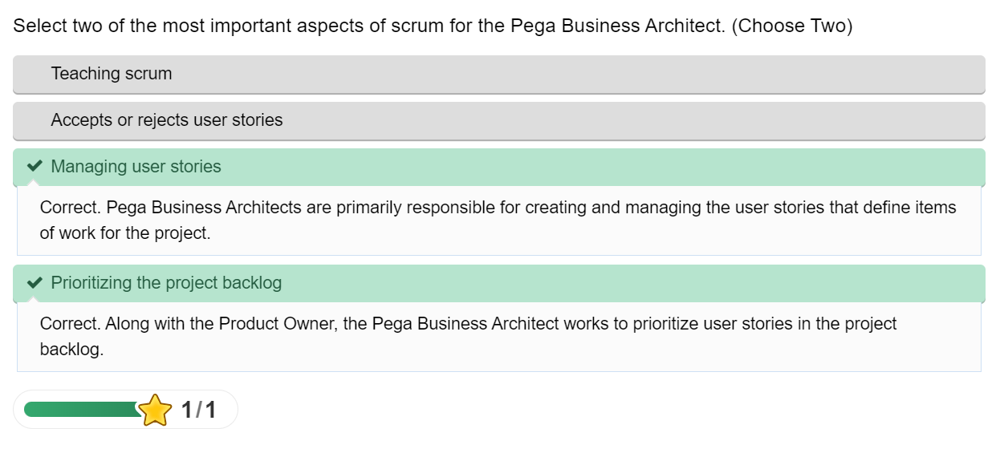 Select two of the most important aspects of scrum for the Pega Business Architect. (Choose Two)
Teaching scrum
Accepts or rejects user stories
Managing user stories
Correct. Pega Business Architects are primarily responsible for creating and managing the user stories that define items
of work for the project.
Prioritizing the project backlog
Correct. Along with the Product Owner, the Pega Business Architect works to prioritize user stories in the project
backlog.
1/1